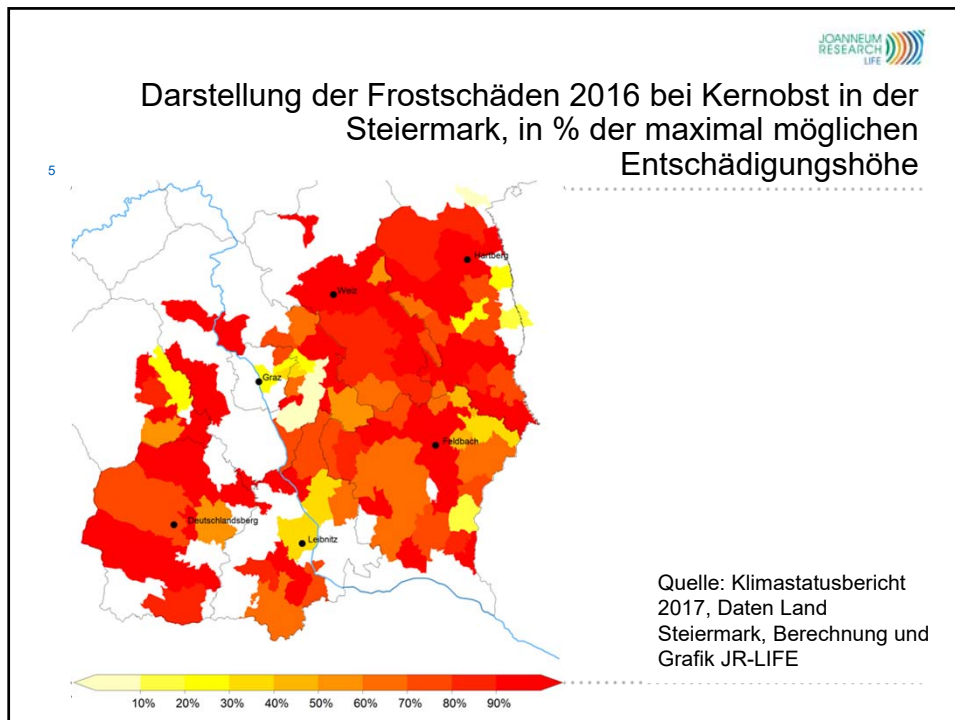 JOANNEUM
RESEARCH
LIFE
Darstellung der Frostschäden 2016 bei Kernobst in der
Steiermark, in % der maximal möglichen
Entschädigungshöhe
5
Hartberg
Weiz
Graz
Feldbach
Deutschlandsberg
Leibnitz
Quelle: Klimastatusbericht
2017, Daten Land
Steiermark, Berechnung und
Grafik JR-LIFE
10% 20% 30% 40% 50% 60% 70% 80% 90%